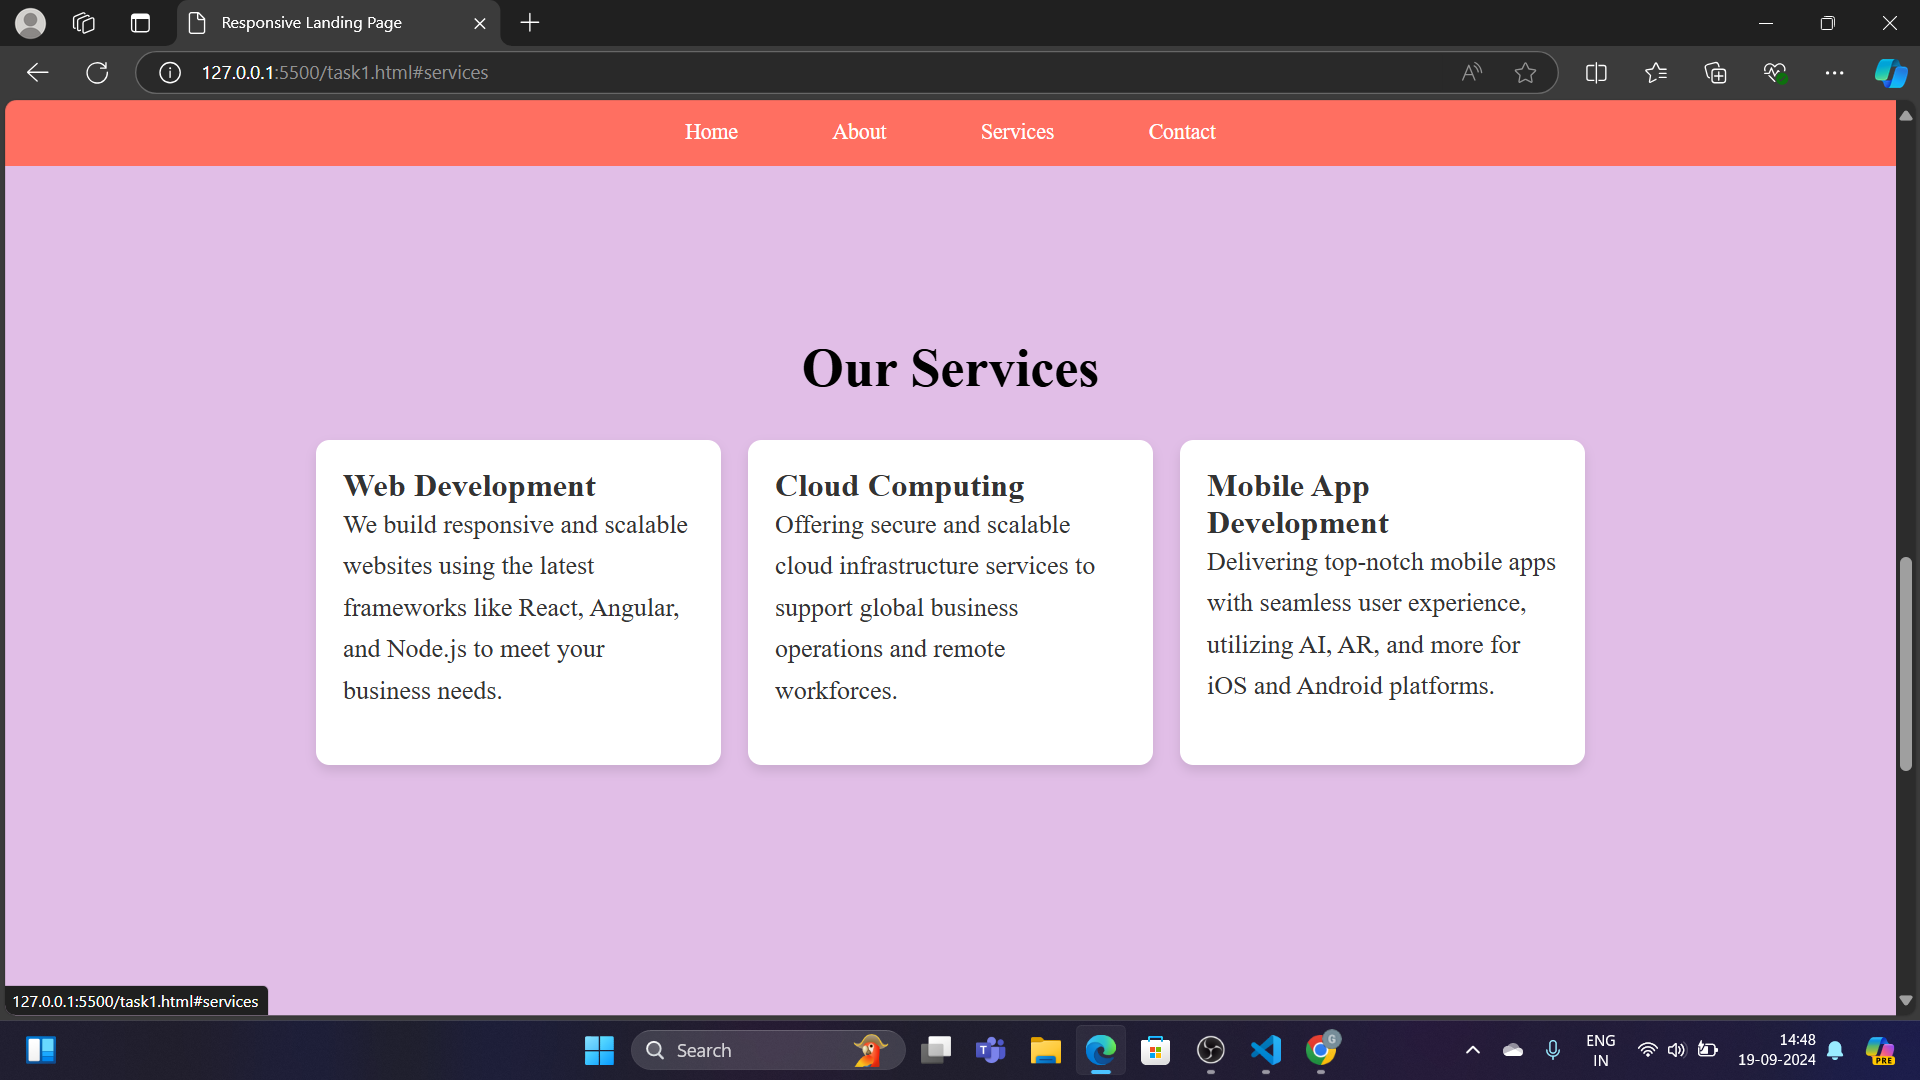 Responsive Landing Page
127.0.0.1:5500/task1.html#services
Home About Services Contact
Our Services
Web Development
We build responsive and scalable
websites using the latest
frameworks like React, Angular,
and Node.js to meet your
business needs.
Cloud Computing
Offering secure and scalable
cloud infrastructure services to
support global business
operations and remote
workforces.
Mobile App
Development
Delivering top-notch mobile apps
with seamless user experience,
utilizing AI, AR, and more for
iOS and Android platforms.
127.0.0.1:5500/task1.html#services
Search
G
ENG
IN
14:48
19-09-2024
PRE